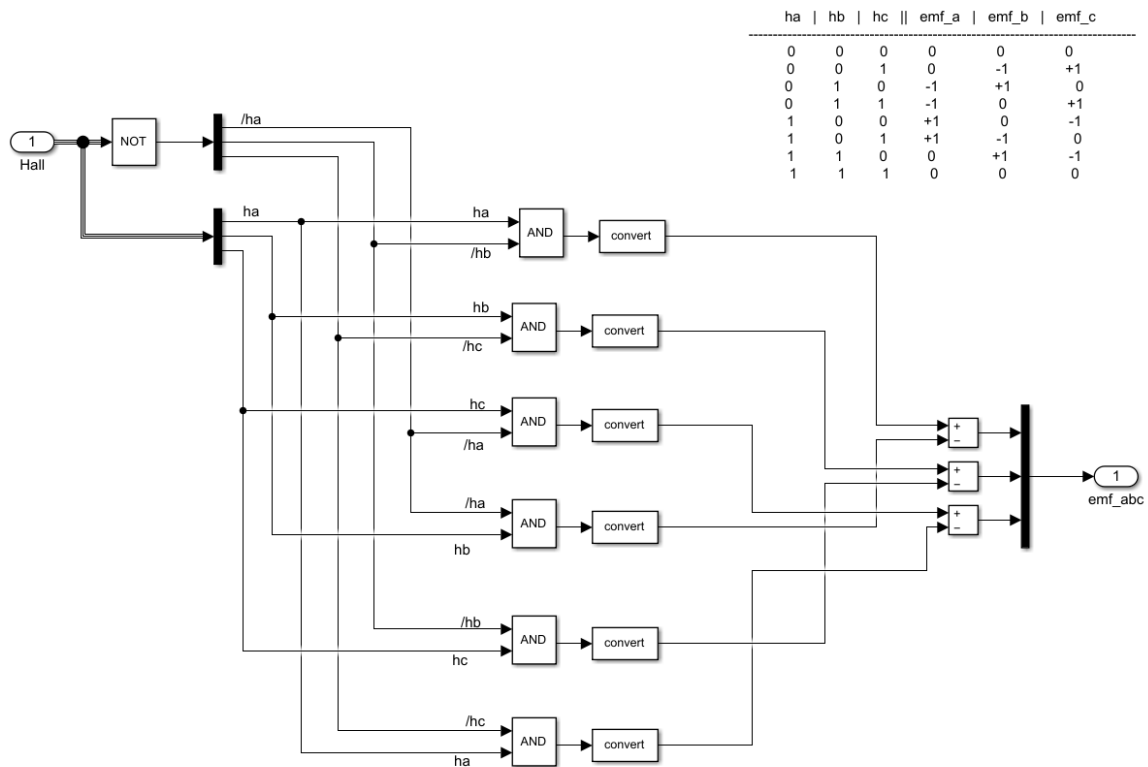 ha | hb | hc || emf_a | emf_b | emf_c
------------------------------------------------------------
0 0 0 0 0 0
0 0 1 0 -1 +1
0 1 0 -1 +1 0
0 1 1 -1 0 +1
1 0 0 +1 0 -1
1 0 1 +1 -1 0
1 1 0 0 +1 -1
1 1 1 0 0 0
/ha
1
NOT
Hall
ha
ha
AND
convert
/hb
hb
AND
convert
/hc
hc
AND
convert
/ha
+
−
+
−
1
emf_abc
+
−
/ha
AND
convert
hb
/hb
AND
convert
hc
/hc
AND
convert
ha